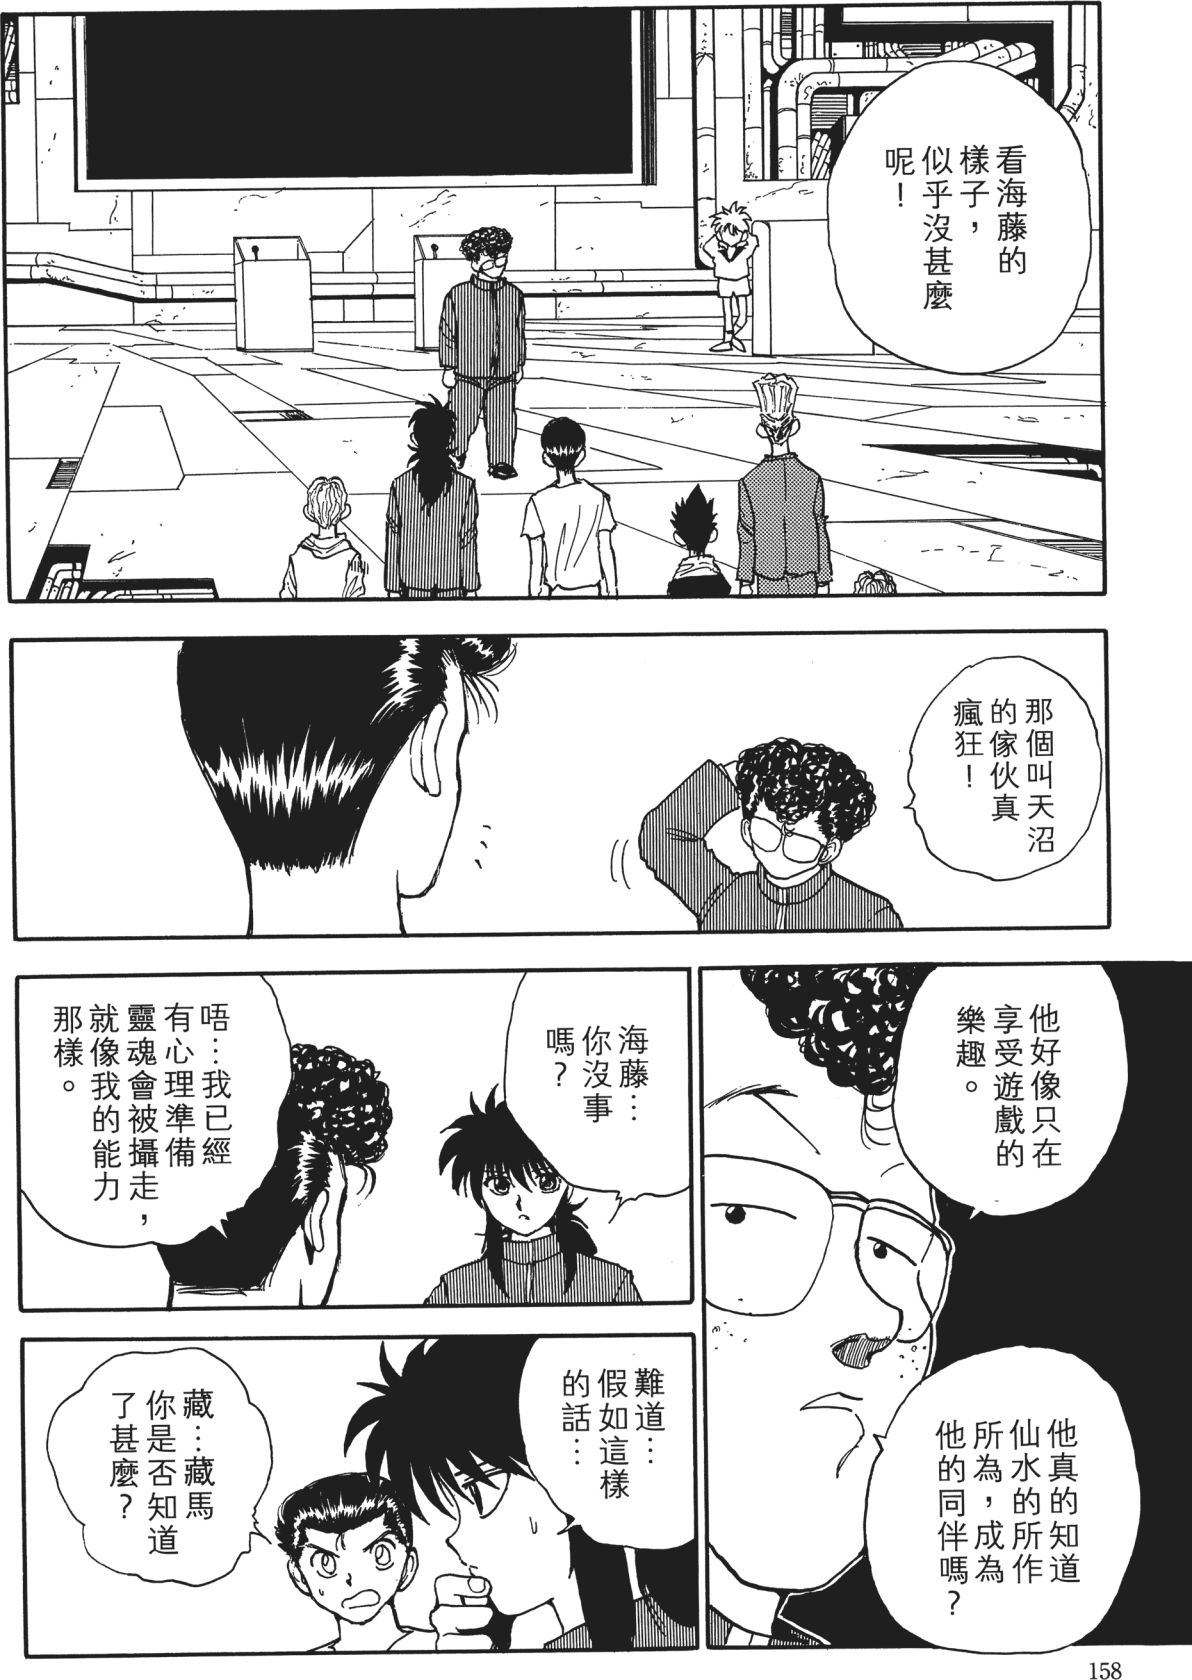 看海藤的
樣子，
似乎沒甚麼
呢！
那個叫天沼
的傢伙真
瘋狂！
他好像只在
享受遊戲的
樂趣。
他真的知道
仙水的所作
所為，成為
他的同伴嗎？
海藤…
你沒事
嗎？
唔…我已經
有心理準備
靈魂會被攝走，
就像我的能力
那樣。
難道…
假如這樣
的話…
藏…藏馬
你是否知道
了甚麼？
158